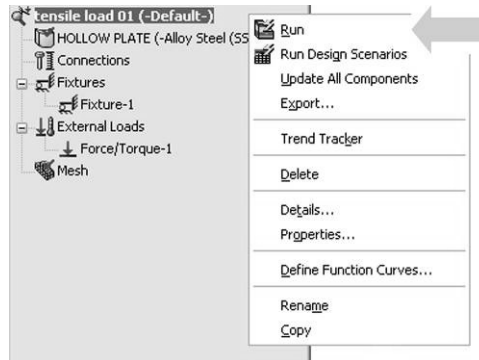 tensile load 01 (-Default-)
HOLLOW PLATE (-Alloy Steel (SS
Connections
Fixtures
Fixture-1
External Loads
Force/Torque-1
Mesh
Run
Run Design Scenarios
Update All Components
Export...
Trend Tracker
Delete
Details...
Properties...
Define Function Curves...
Rename
Copy